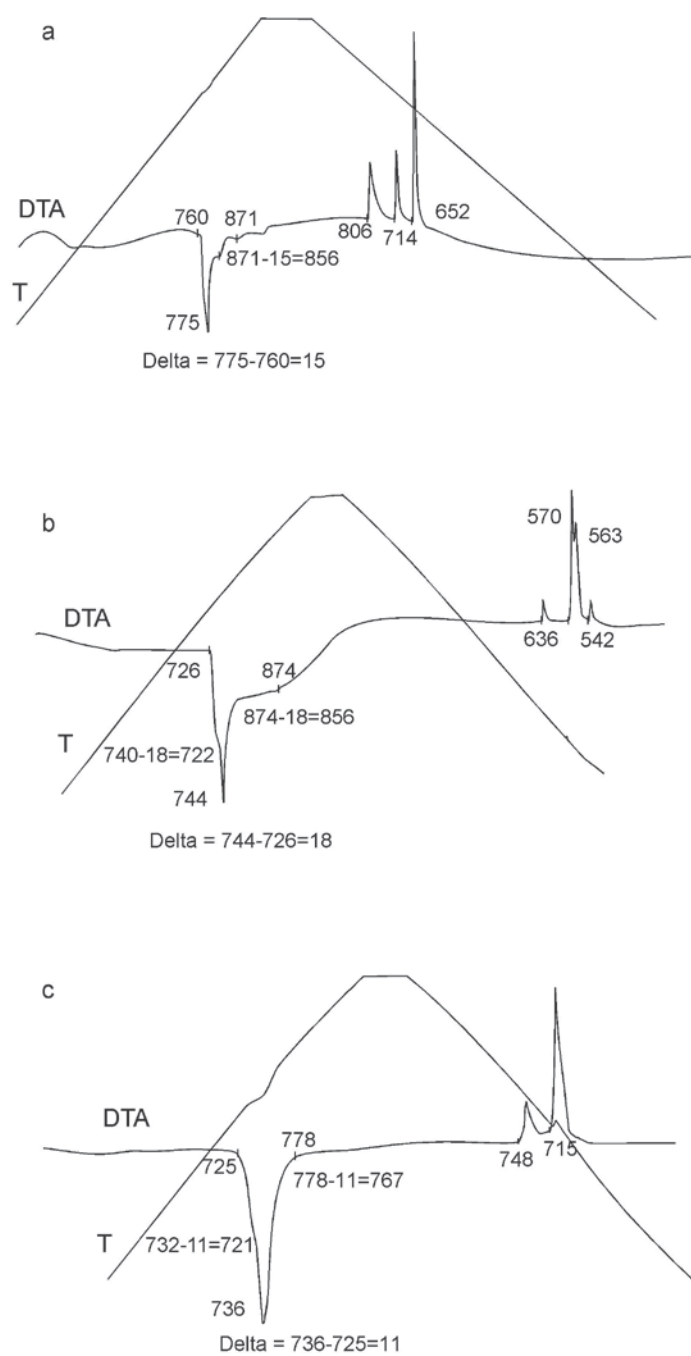 a
DTA
760
871
806
714
652
871-15=856
T
775
Delta = 775-760=15
b
570
563
DTA
726
874
636
542
874-18=856
T
740-18=722
744
Delta = 744-726=18
c
DTA
725
778
748
715
778-11=767
T
732-11=721
736
Delta = 736-725=11